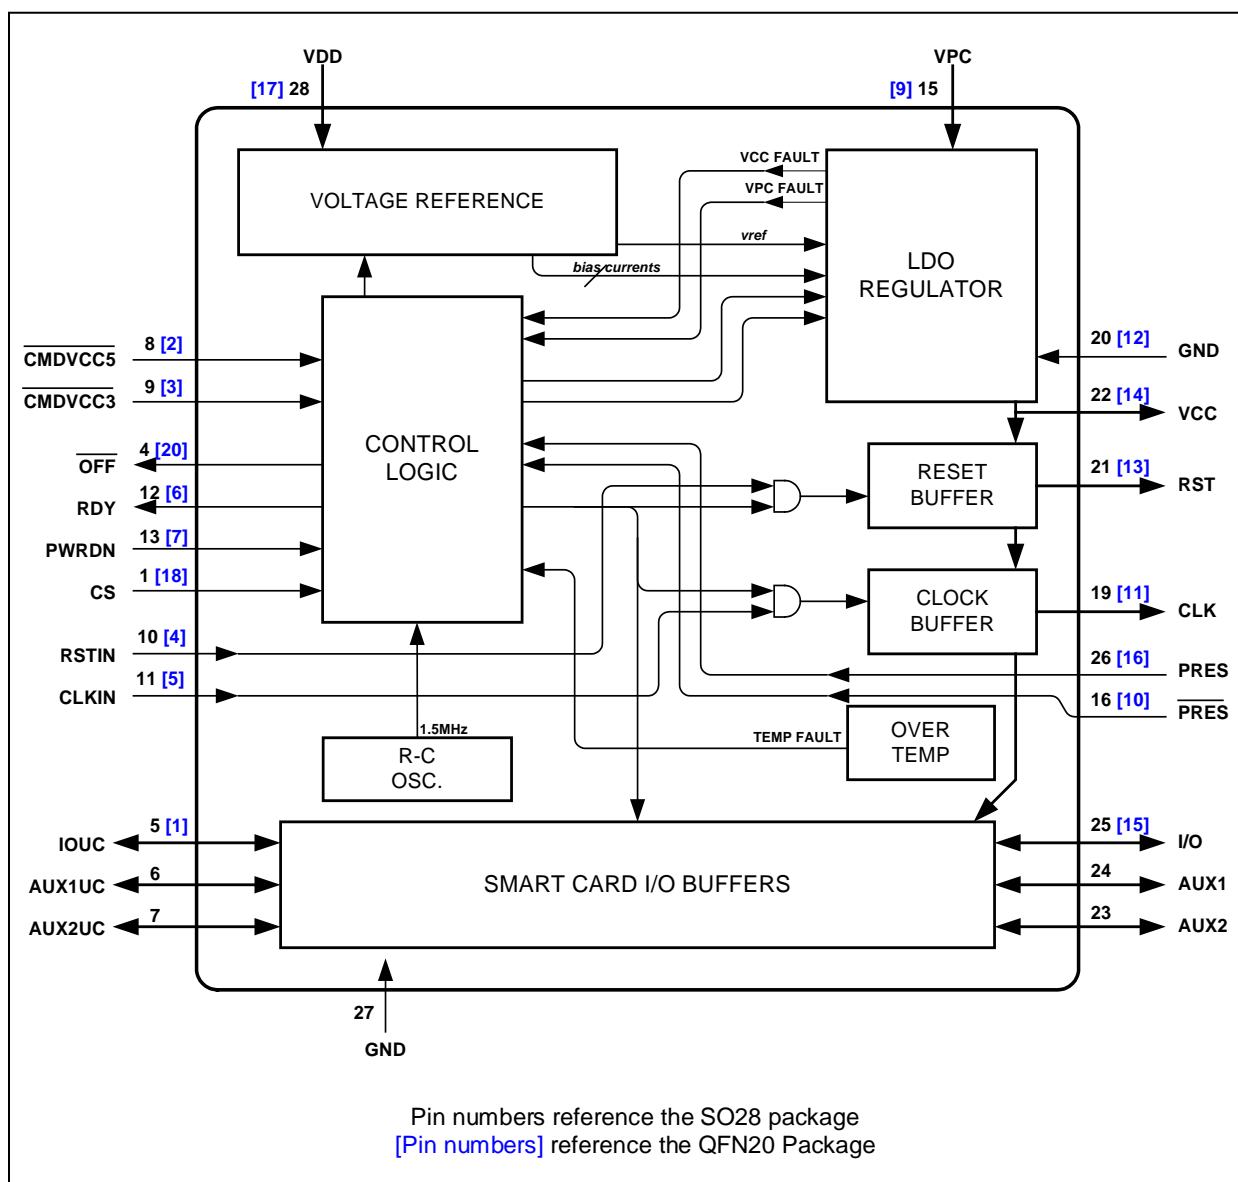 VDD
VPC
[17] 28
[9] 15
VCC FAULT
VPC FAULT
VOLTAGE REFERENCE
vref
bias currents
LDO
REGULATOR
CMDVCC5
8 [2]
CMDVCC3
9 [3]
OFF
4 [20]
RDY
12 [6]
PWRDN
13 [7]
CS
1 [18]
RSTIN
10 [4]
CLKIN
11 [5]
CONTROL
LOGIC
20 [12]
GND
22 [14]
VCC
RESET
BUFFER
21 [13]
RST
CLOCK
BUFFER
19 [11]
CLK
26 [16]
PRES
16 [10]
PRES
1.5MHz
R-C
OSC.
TEMP FAULT
OVER
TEMP
IOUC
5 [1]
AUX1UC
6
AUX2UC
7
SMART CARD I/O BUFFERS
25 [15]
I/O
24
AUX1
23
AUX2
27
GND
Pin numbers reference the SO28 package
[Pin numbers] reference the QFN20 Package